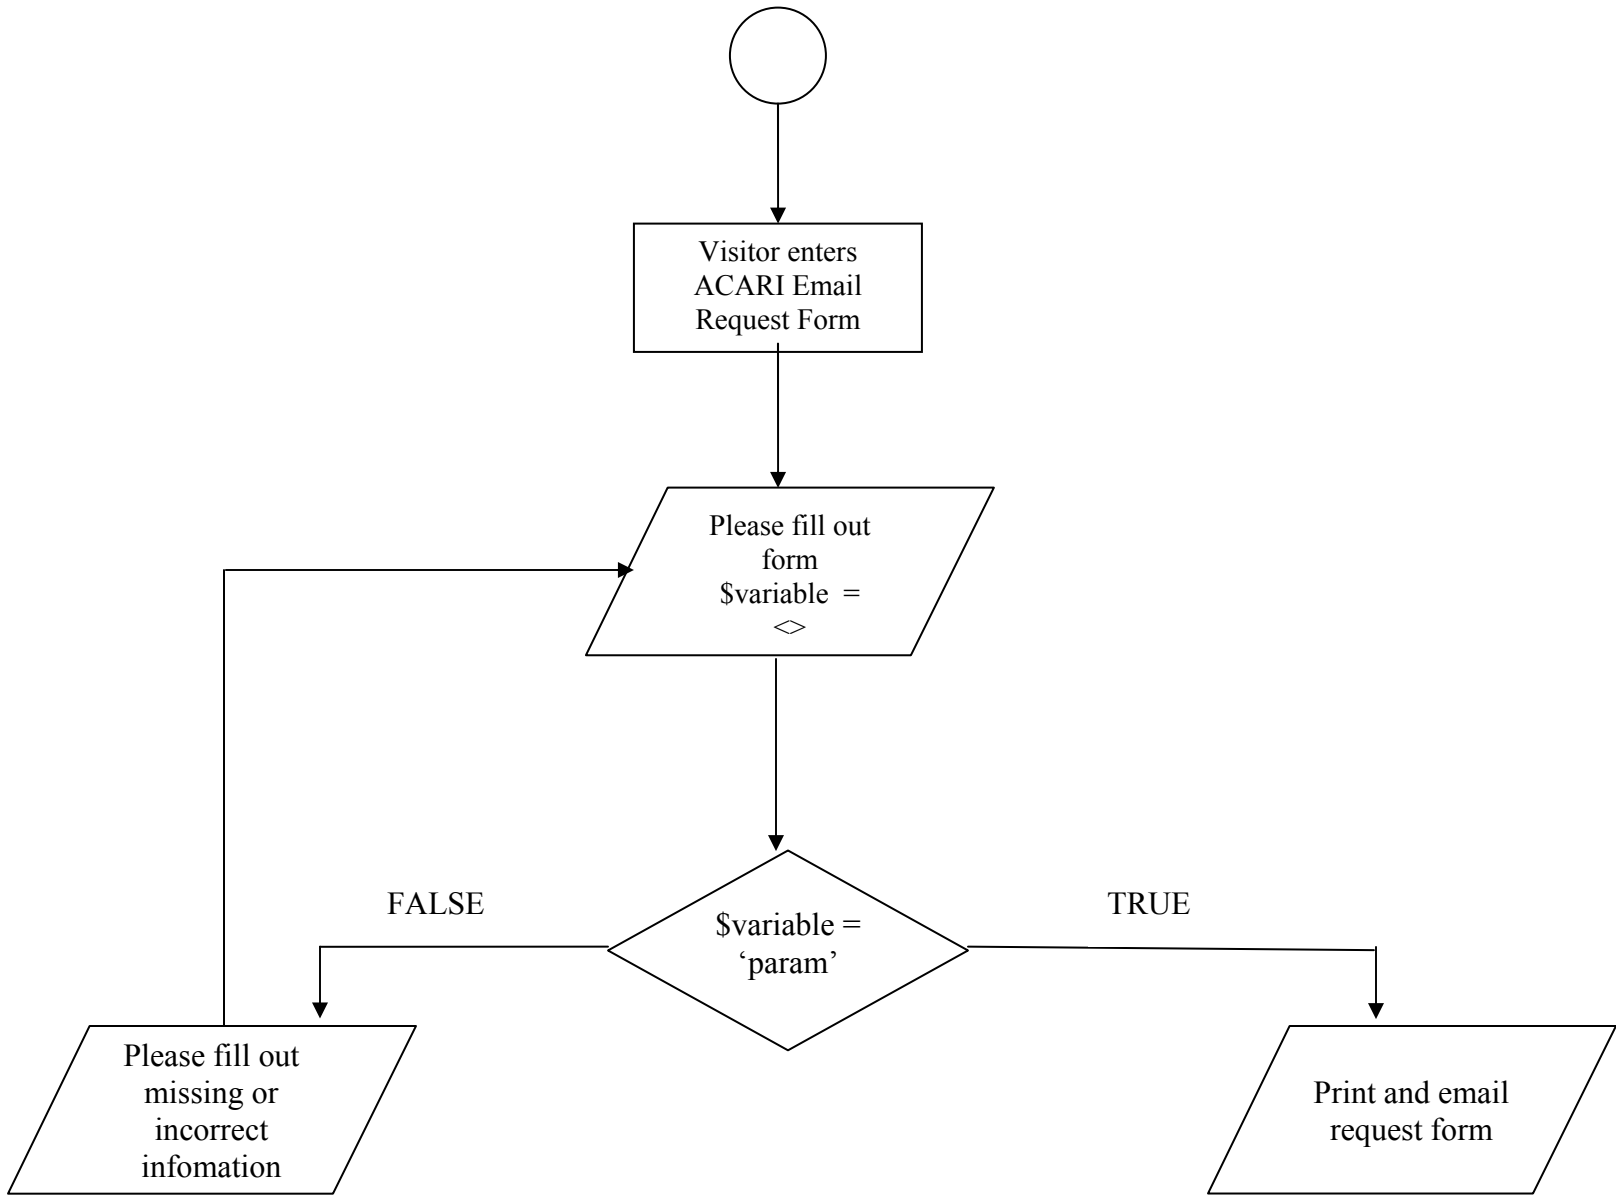 Visitor enters
ACARI Email
Request Form
Please fill out
form
$variable =
<>
FALSE
TRUE
$variable =
‘param’
Please fill out
missing or
incorrect
infomation
Print and email
request form